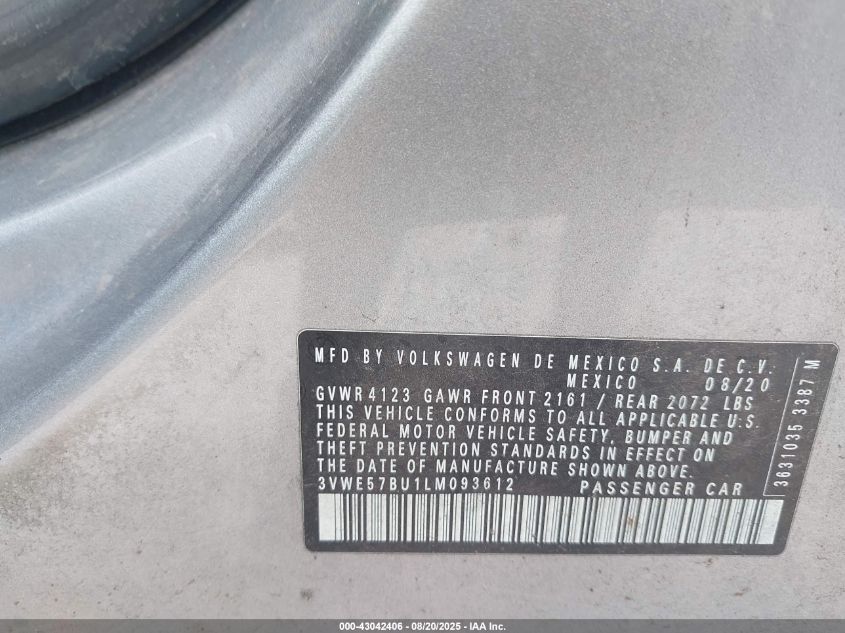 MFD BY VOLKSWAGEN DE MEXICO S.A. DE C.V.
MEXICO 08/20
GVWR 4123 GAWR FRONT 2161 / REAR 2072 LBS
THIS VEHICLE CONFORMS TO ALL APPLICABLE U.S.
FEDERAL MOTOR VEHICLE SAFETY, BUMPER AND
THEFT PREVENTION STANDARDS IN EFFECT ON
THE DATE OF MANUFACTURE SHOWN ABOVE.
3VWE57BU1LM093612 PASSENGER CAR
3631035 3387 M
000-43042406 - 08/20/2025 - IAA Inc.